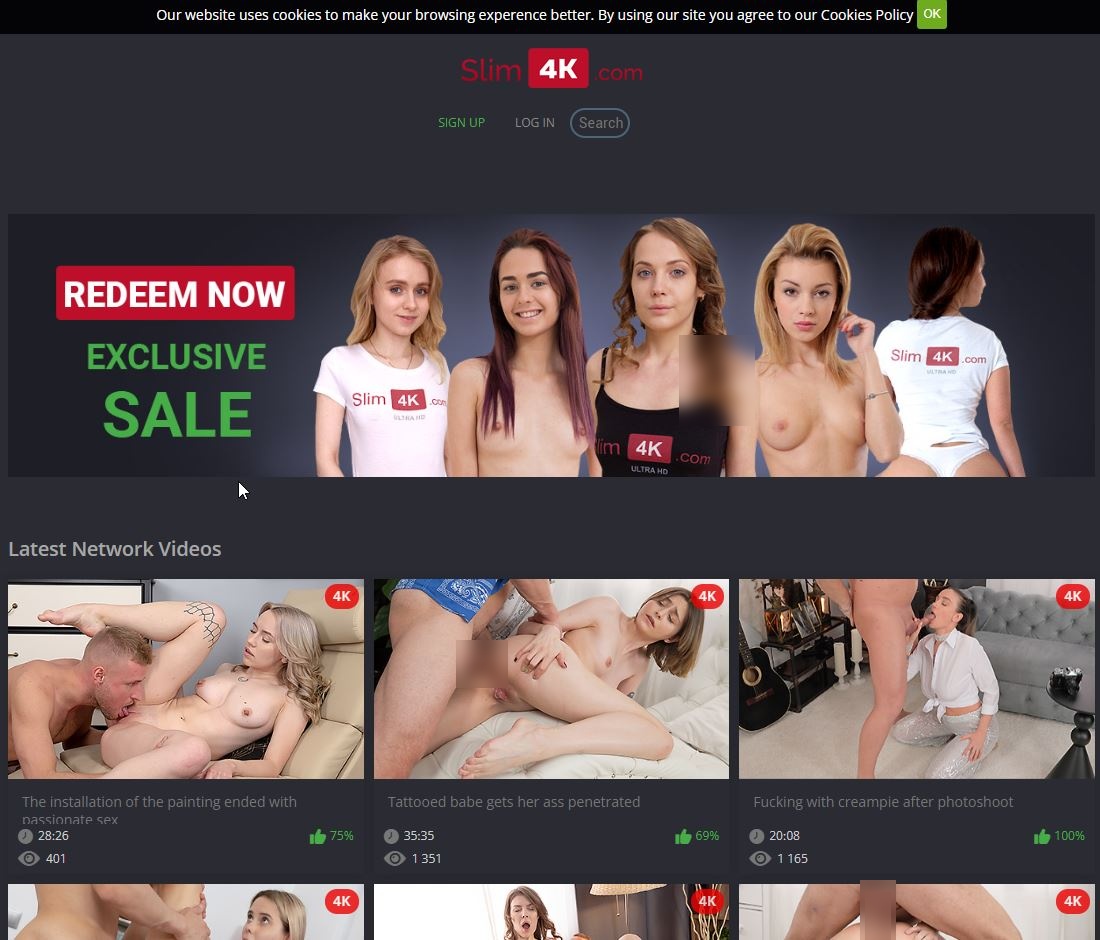 Our website uses cookies to make your browsing experence better. By using our site you agree to our Cookies Policy OK
Slim 4K .com
SIGN UP LOG IN Search
REDEEM NOW
EXCLUSIVE
SALE
Slim 4K .com
ULTRA HD
lim 4K .com
ULTRA HD
Slim 4K .com
ULTRA HD
Latest Network Videos
4K 4K 4K
The installation of the painting ended with
passionate sex
28:26 75%
401
Tattooed babe gets her ass penetrated
35:35 69%
1 351
Fucking with creampie after photoshoot
20:08 100%
1 165
4K 4K 4K